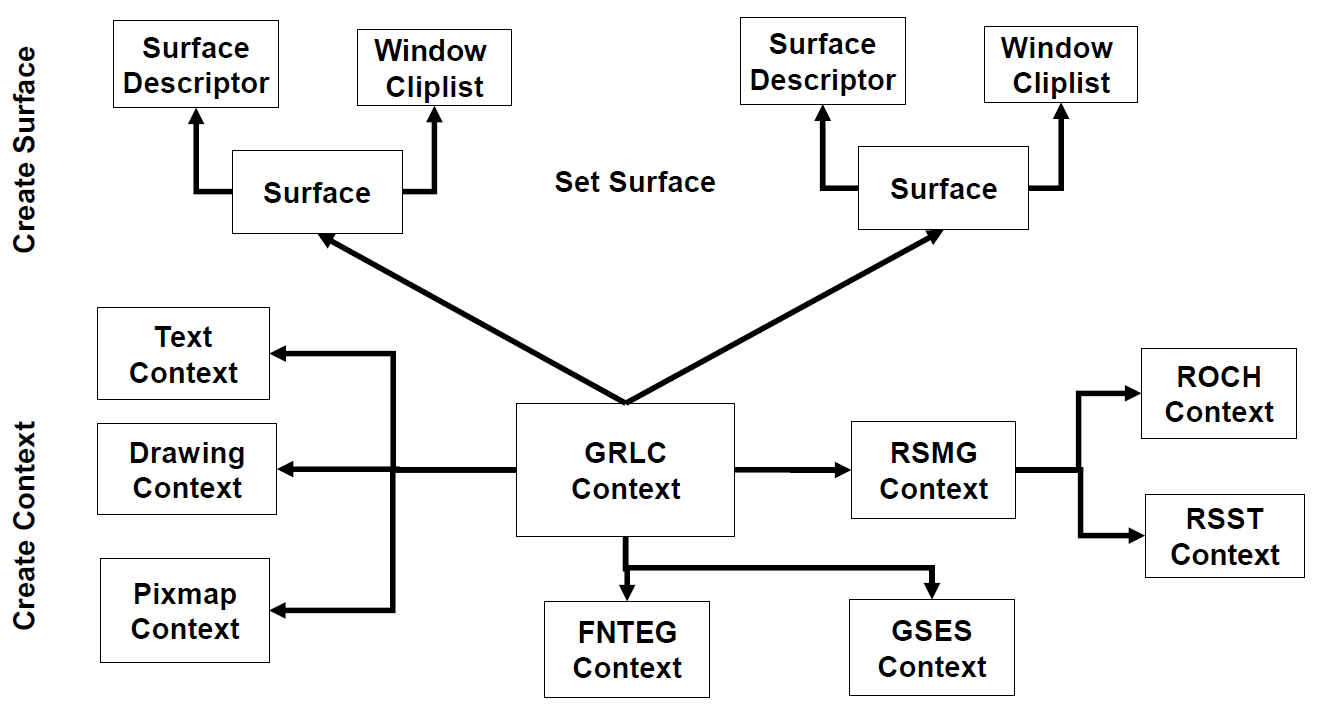 Create Surface
Surface
Descriptor
Window
Cliplist
Surface
Set Surface
Surface
Descriptor
Window
Cliplist
Surface
Create Context
Text
Context
Drawing
Context
Pixmap
Context
GRLC
Context
RSMG
Context
ROCH
Context
RSST
Context
FNTEG
Context
GSES
Context